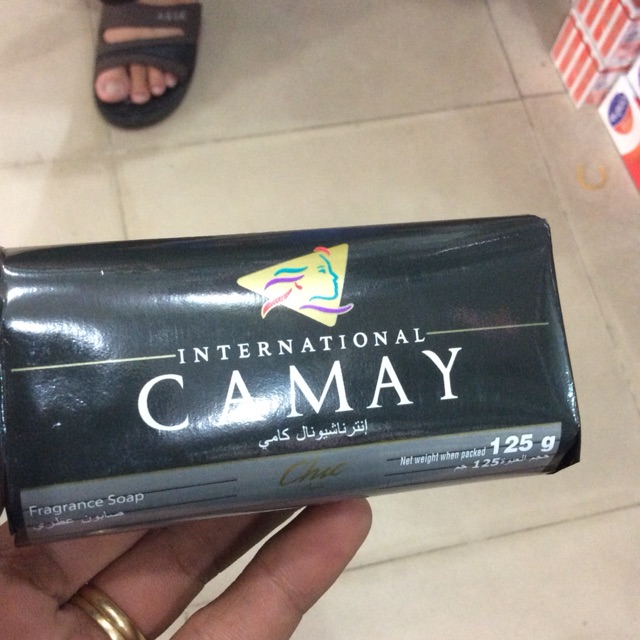 INTERNATIONAL
CAMAY
إنترناشيونال كامي
Chic
Net weight when packed 125 g
Fragrance Soap
صابون عطري